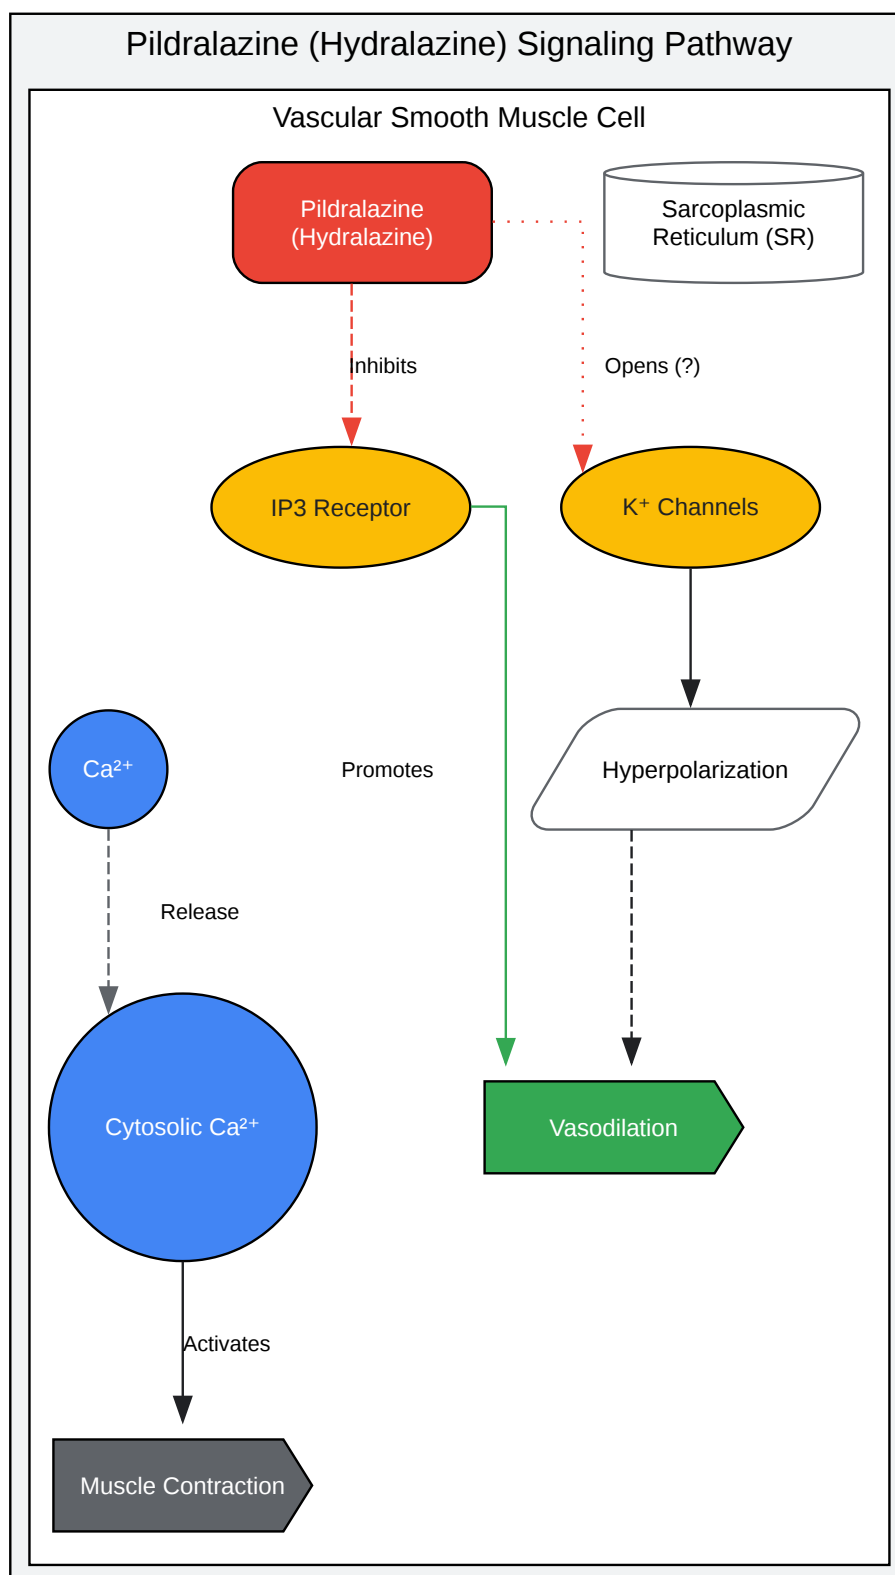 Pildralazine (Hydralazine) Signaling Pathway
Vascular Smooth Muscle Cell
Pildralazine
(Hydralazine)
Sarcoplasmic
Reticulum (SR)
Inhibits
Opens (?)
IP3 Receptor
K⁺ Channels
Ca²⁺
Promotes
Hyperpolarization
Release
Cytosolic Ca²⁺
Vasodilation
Activates
Muscle Contraction